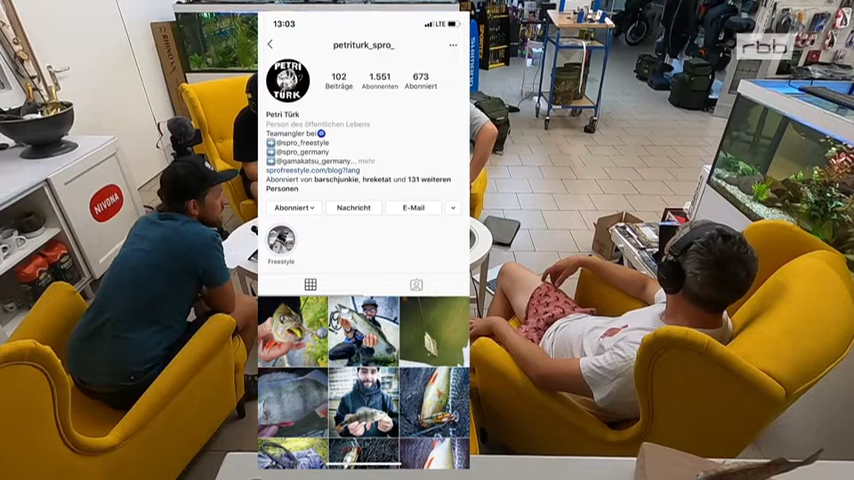 13:03
LTE
petriturk_spro_
PETRI
TÜRK
102
1.551
673
Beiträge
Abonnenten
Abonniert
Petri Türk
Person des öffentlichen Lebens
Teamangler bei
@spro_freestyle
@spro_germany
@gamakatsu_germany... mehr
sprofreestyle.com/blog?lang
Abonniert von barschjunkie, hreketat und 131 weiteren
Personen
Abonniert
Nachricht
E-Mail
Freestyle
NIVONA
SHIMANO
rbb